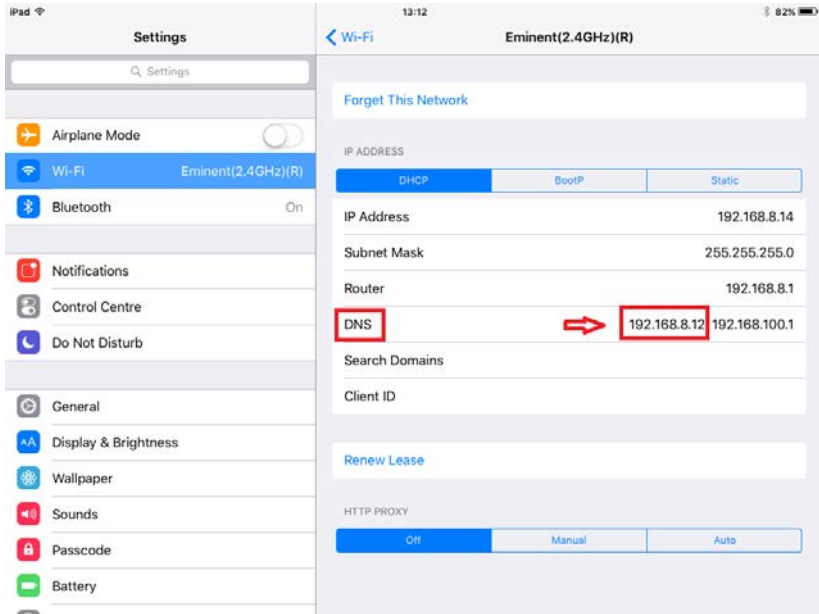 iPad 13:12 82%
Settings
Wi-Fi Eminent(2.4GHz)(R)
Settings
Airplane Mode
Wi-Fi Eminent(2.4GHz)(R)
Bluetooth On
Notifications
Control Centre
Do Not Disturb
General
AA Display & Brightness
Wallpaper
Sounds
Passcode
Battery
Forget This Network
IP ADDRESS
DHCP BootP Static
IP Address 192.168.8.14
Subnet Mask 255.255.255.0
Router 192.168.8.1
DNS 192.168.8.12 192.168.100.1
Search Domains
Client ID
Renew Lease
HTTP PROXY
Off Manual Auto